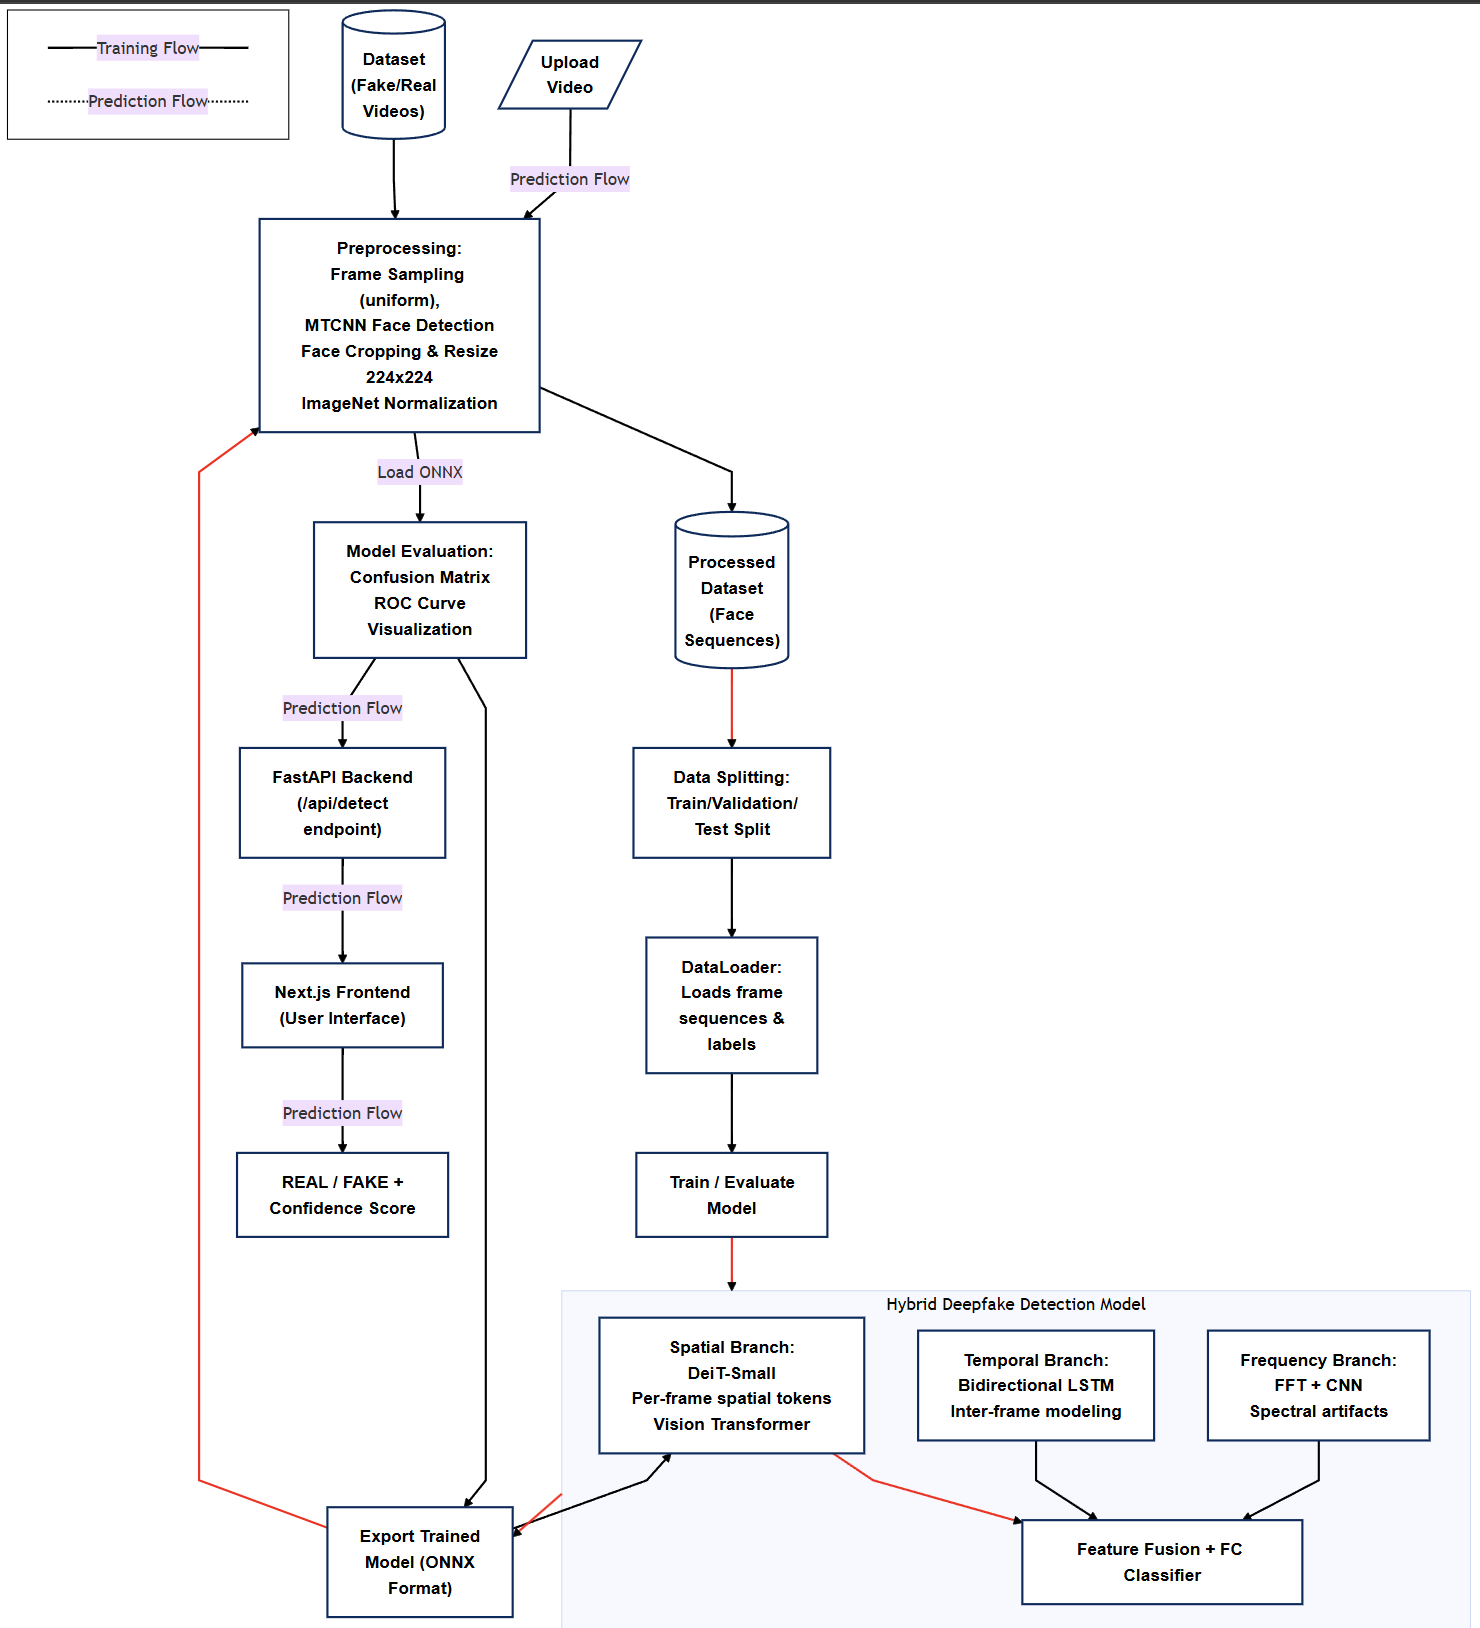 Training Flow
Prediction Flow
Dataset
(Fake/Real
Videos)
Upload
Video
Prediction Flow
Preprocessing:
Frame Sampling
(uniform),
MTCNN Face Detection
Face Cropping & Resize
224x224
ImageNet Normalization
Load ONNX
Model Evaluation:
Confusion Matrix
ROC Curve
Visualization
Processed
Dataset
(Face
Sequences)
Prediction Flow
FastAPI Backend
(/api/detect
endpoint)
Data Splitting:
Train/Validation/
Test Split
Prediction Flow
Next.js Frontend
(User Interface)
DataLoader:
Loads frame
sequences &
labels
Prediction Flow
REAL / FAKE +
Confidence Score
Train / Evaluate
Model
Hybrid Deepfake Detection Model
Spatial Branch:
DeiT-Small
Per-frame spatial tokens
Vision Transformer
Temporal Branch:
Bidirectional LSTM
Inter-frame modeling
Frequency Branch:
FFT + CNN
Spectral artifacts
Export Trained
Model (ONNX
Format)
Feature Fusion + FC
Classifier